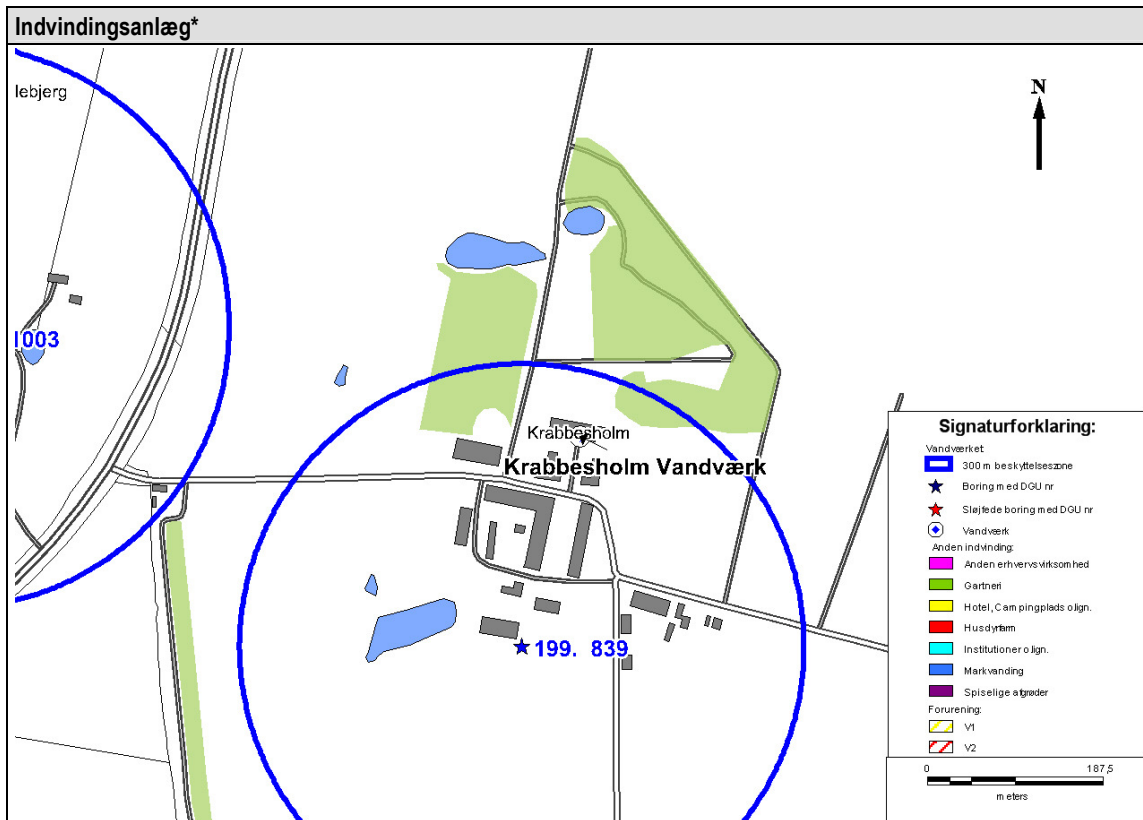 Indvindingsanlæg*
lebjerg
N
1003
Krabbesholm
Krabbesholm Vandværk
199. 839
Signaturforklaring:
Vandværket:
300 m beskyttelseszone
Boring med DGU nr
Sløjfede boring med DGU nr
Vandværk
Anden indvinding:
Anden erhvervsvirksomhed
Gartneri
Hotel, Campingplads o.lign.
Husdyrfarm
Institutioner o.lign.
Markvanding
Spiselige afgrøder
Forurening:
V1
V2
0 187,5
meters